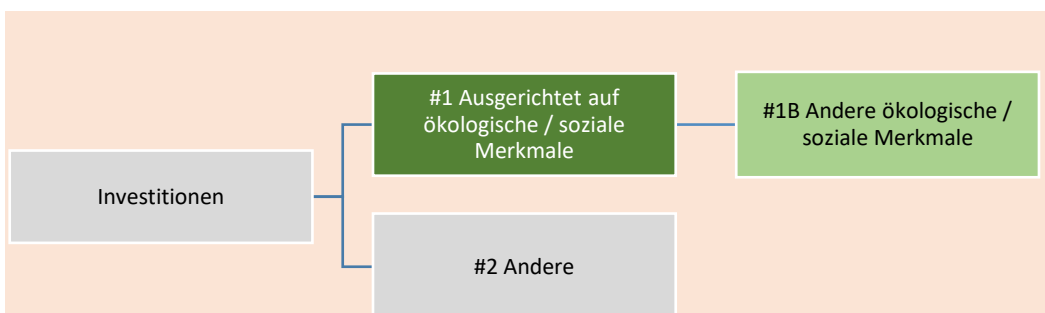 #1 Ausgerichtet auf
ökologische / soziale
Merkmale
#1B Andere ökologische /
soziale Merkmale
Investitionen
#2 Andere